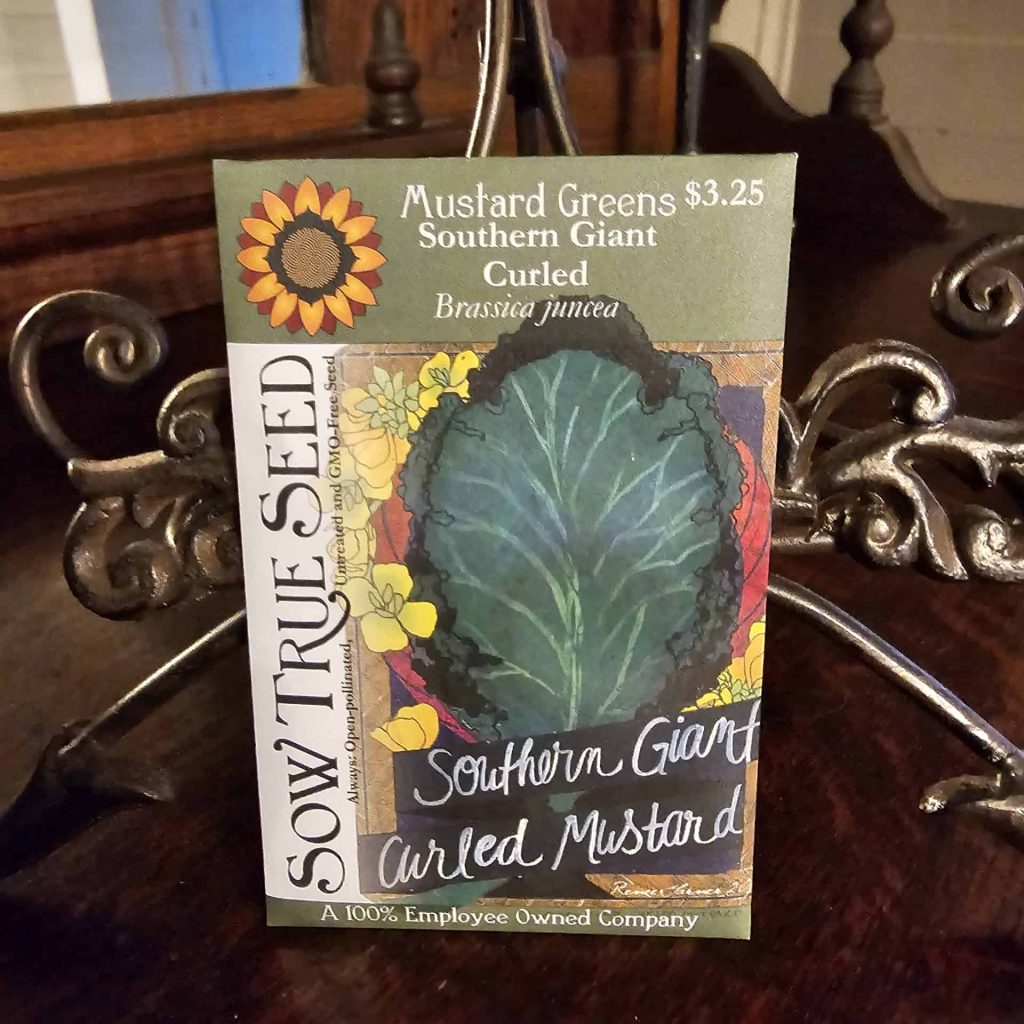 Mustard Greens $3.25
Southern Giant
Curled
Brassica juncea
SOW TRUE SEED
Always: Open-pollinated, Untreated and GMO-Free Seed
Southern Giant
Curled Mustard
A 100% Employee Owned Company